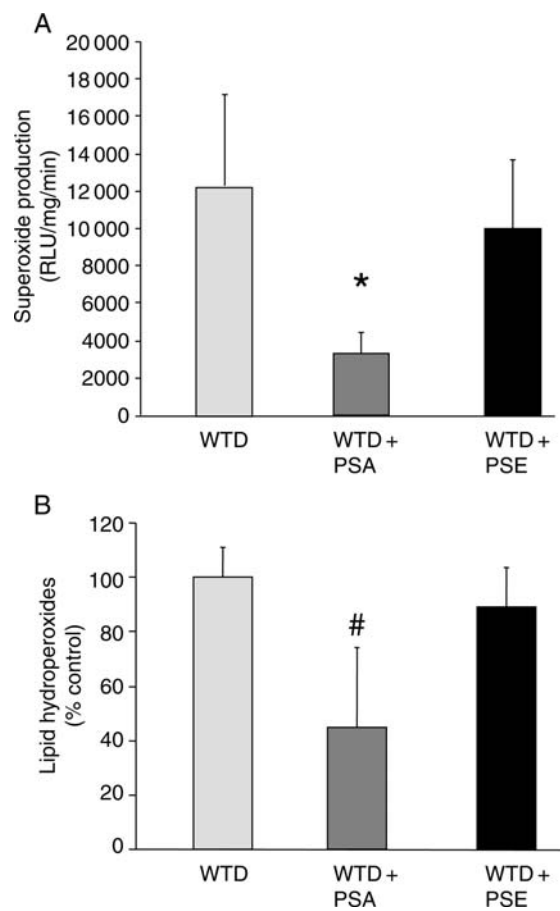 A
Superoxide production
(RLU/mg/min)
20 000
18 000
16 000
14 000
12 000
10 000
8000
6000
4000
2000
0
*
WTD
WTD +
PSA
WTD +
PSE
B
Lipid hydroperoxides
(% control)
120
100
80
60
40
20
0
#
WTD
WTD +
PSA
WTD +
PSE